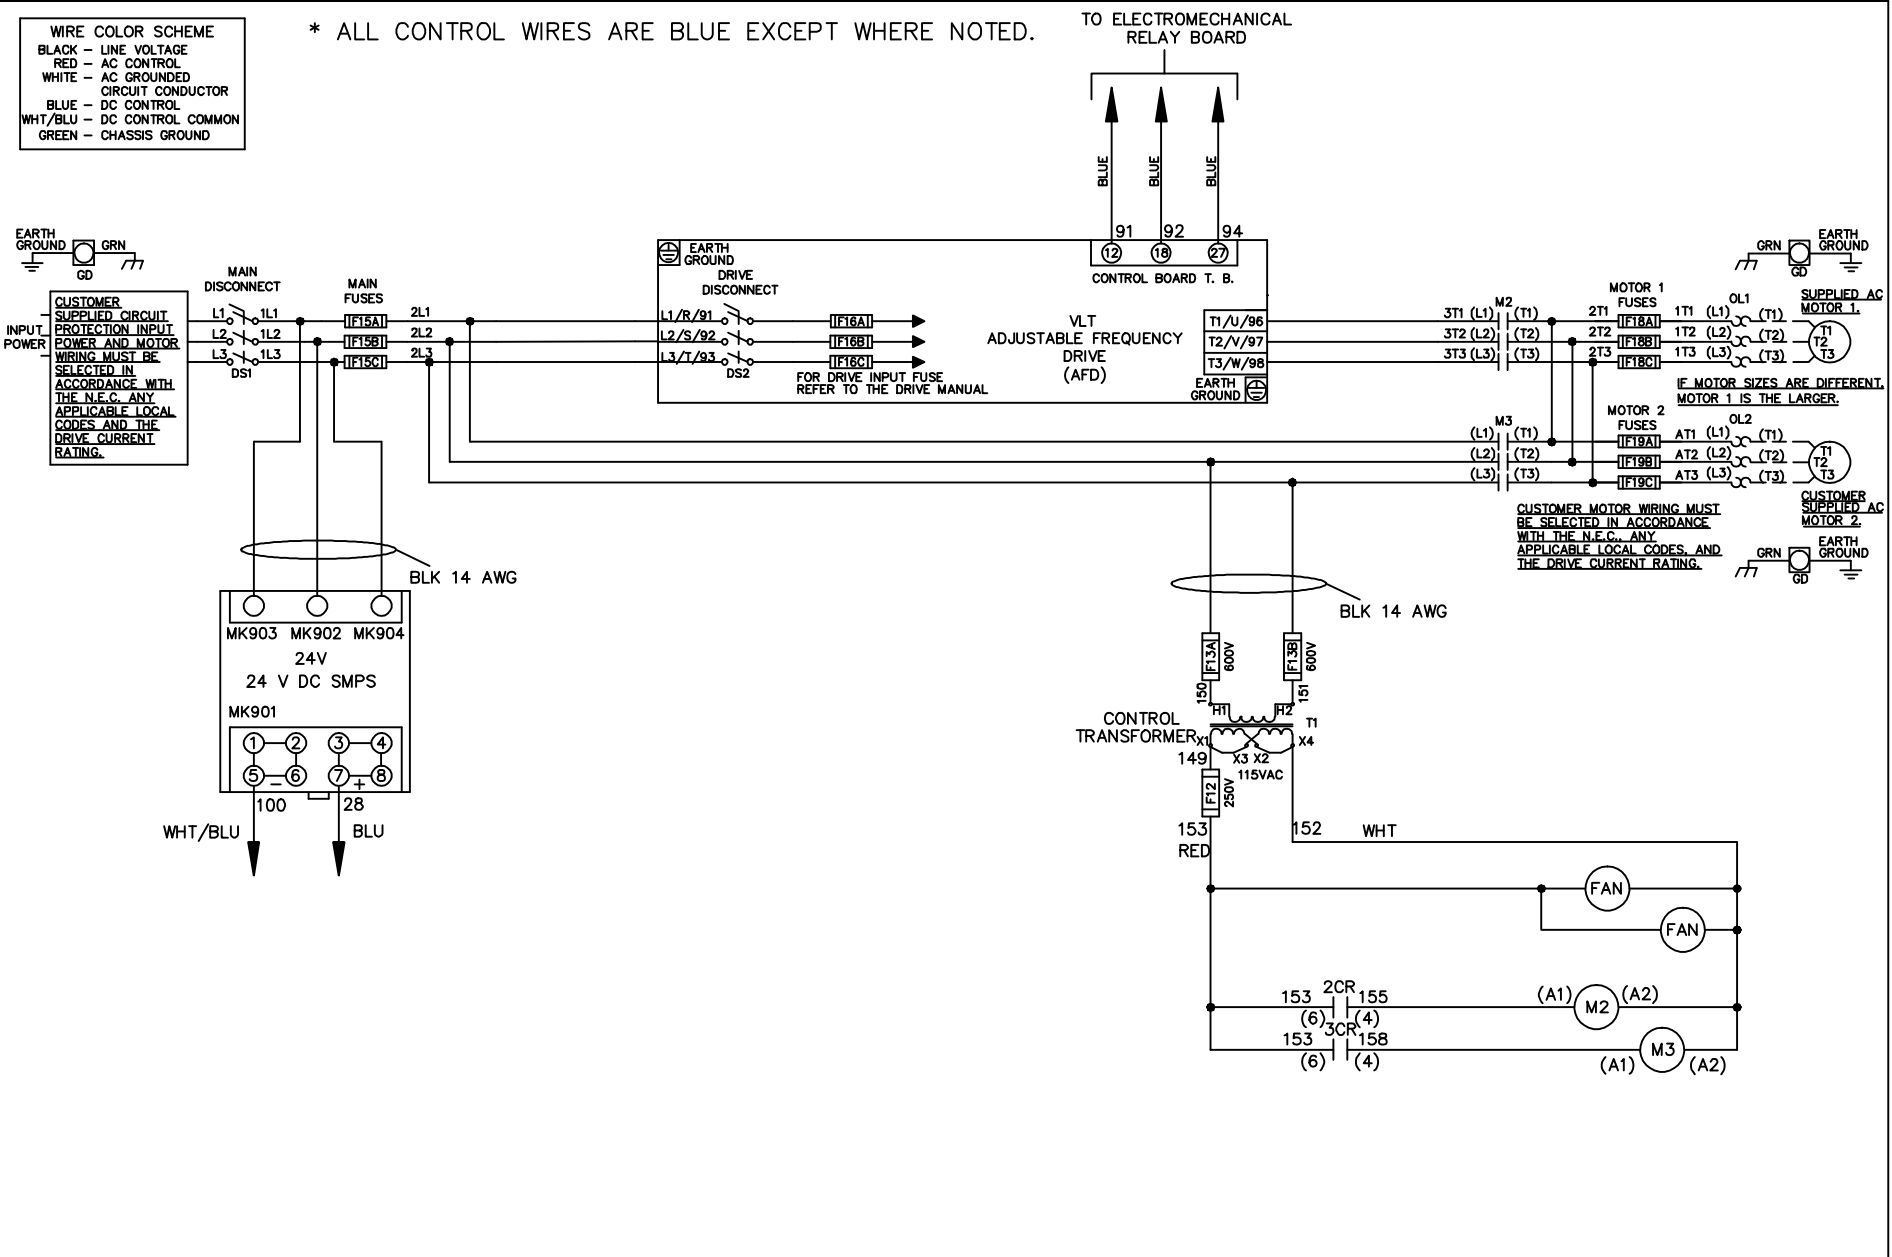 WIRE COLOR SCHEME
BLACK – LINE VOLTAGE
RED – AC CONTROL
WHITE – AC GROUNDED
CIRCUIT CONDUCTOR
BLUE – DC CONTROL
WHT/BLU – DC CONTROL COMMON
GREEN – CHASSIS GROUND
* ALL CONTROL WIRES ARE BLUE EXCEPT WHERE NOTED.
TO ELECTROMECHANICAL
RELAY BOARD
BLUE
BLUE
BLUE
91 92 94
12 18 27
CONTROL BOARD T. B.
EARTH
GROUND
GRN
GD
INPUT
POWER
CUSTOMER
SUPPLIED CIRCUIT
PROTECTION INPUT
POWER AND MOTOR
WIRING MUST BE
SELECTED IN
ACCORDANCE WITH
THE N.E.C. ANY
APPLICABLE LOCAL
CODES AND THE
DRIVE CURRENT
RATING.
MAIN
DISCONNECT
L1 1L1
L2 1L2
L3 1L3
DS1
MAIN
FUSES
F15A 2L1
F15B 2L2
F15C 2L3
EARTH
GROUND
DRIVE
DISCONNECT
L1/R/91
L2/S/92
L3/T/93
DS2
F16A
F16B
F16C
FOR DRIVE INPUT FUSE
REFER TO THE DRIVE MANUAL
VLT
ADJUSTABLE FREQUENCY
DRIVE
(AFD)
T1/U/96
T2/V/97
T3/W/98
EARTH
GROUND
M2
3T1 (L1) (T1)
3T2 (L2) (T2)
3T3 (L3) (T3)
MOTOR 1
FUSES
2T1 F18A 1T1 (L1) (T1)
2T2 F18B 1T2 (L2) (T2)
2T3 F18C 1T3 (L3) (T3)
OL1
GRN
GD
EARTH
GROUND
SUPPLIED AC
MOTOR 1.
T1
T2
T3
IF MOTOR SIZES ARE DIFFERENT,
MOTOR 1 IS THE LARGER.
M3
(L1) (T1)
(L2) (T2)
(L3) (T3)
MOTOR 2
FUSES
F19A AT1 (L1) (T1)
F19B AT2 (L2) (T2)
F19C AT3 (L3) (T3)
OL2
T1
T2
T3
CUSTOMER
SUPPLIED AC
MOTOR 2.
CUSTOMER MOTOR WIRING MUST
BE SELECTED IN ACCORDANCE
WITH THE N.E.C., ANY
APPLICABLE LOCAL CODES, AND
THE DRIVE CURRENT RATING.
GRN
GD
EARTH
GROUND
BLK 14 AWG
MK903 MK902 MK904
24V
24 V DC SMPS
MK901
1 2 3 4
5 – 6 7 + 8
100 28
WHT/BLU BLU
BLK 14 AWG
F13A 600V
F13B 600V
150 151
H1 H2
T1
CONTROL
TRANSFORMER
X1 X3 X2 X4
149
115VAC
F12 250V
153
RED
152 WHT
FAN
FAN
2CR
153 155
(6) (4)
(A1) M2 (A2)
3CR
153 158
(6) (4)
(A1) M3 (A2)